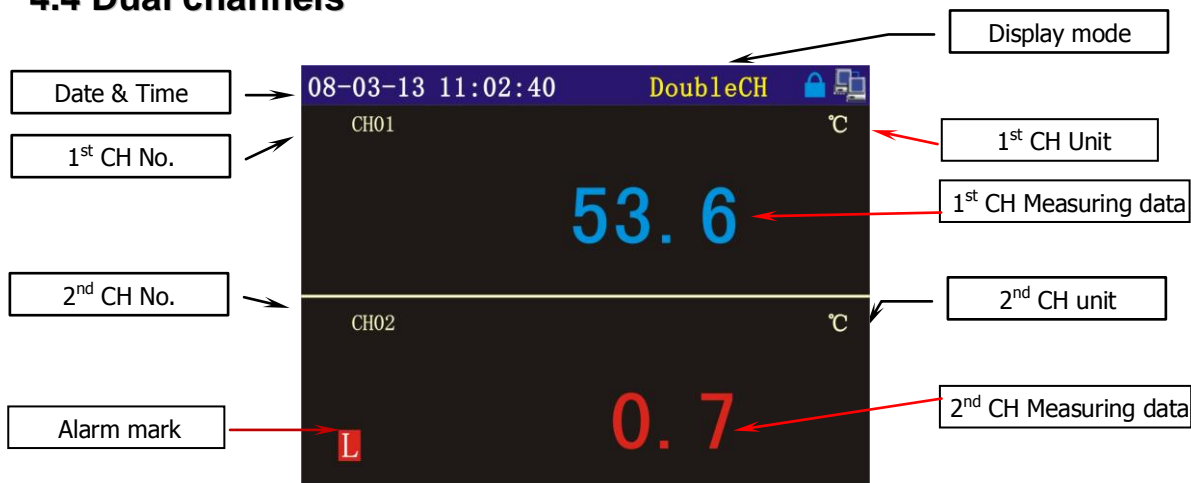 4.4 Dual channels
Display mode
Date & Time
08-03-13 11:02:40 DoubleCH
1st CH No.
CH01 ℃
1st CH Unit
53.6
1st CH Measuring data
2nd CH No.
2nd CH unit
CH02 ℃
0.7
2nd CH Measuring data
Alarm mark
L